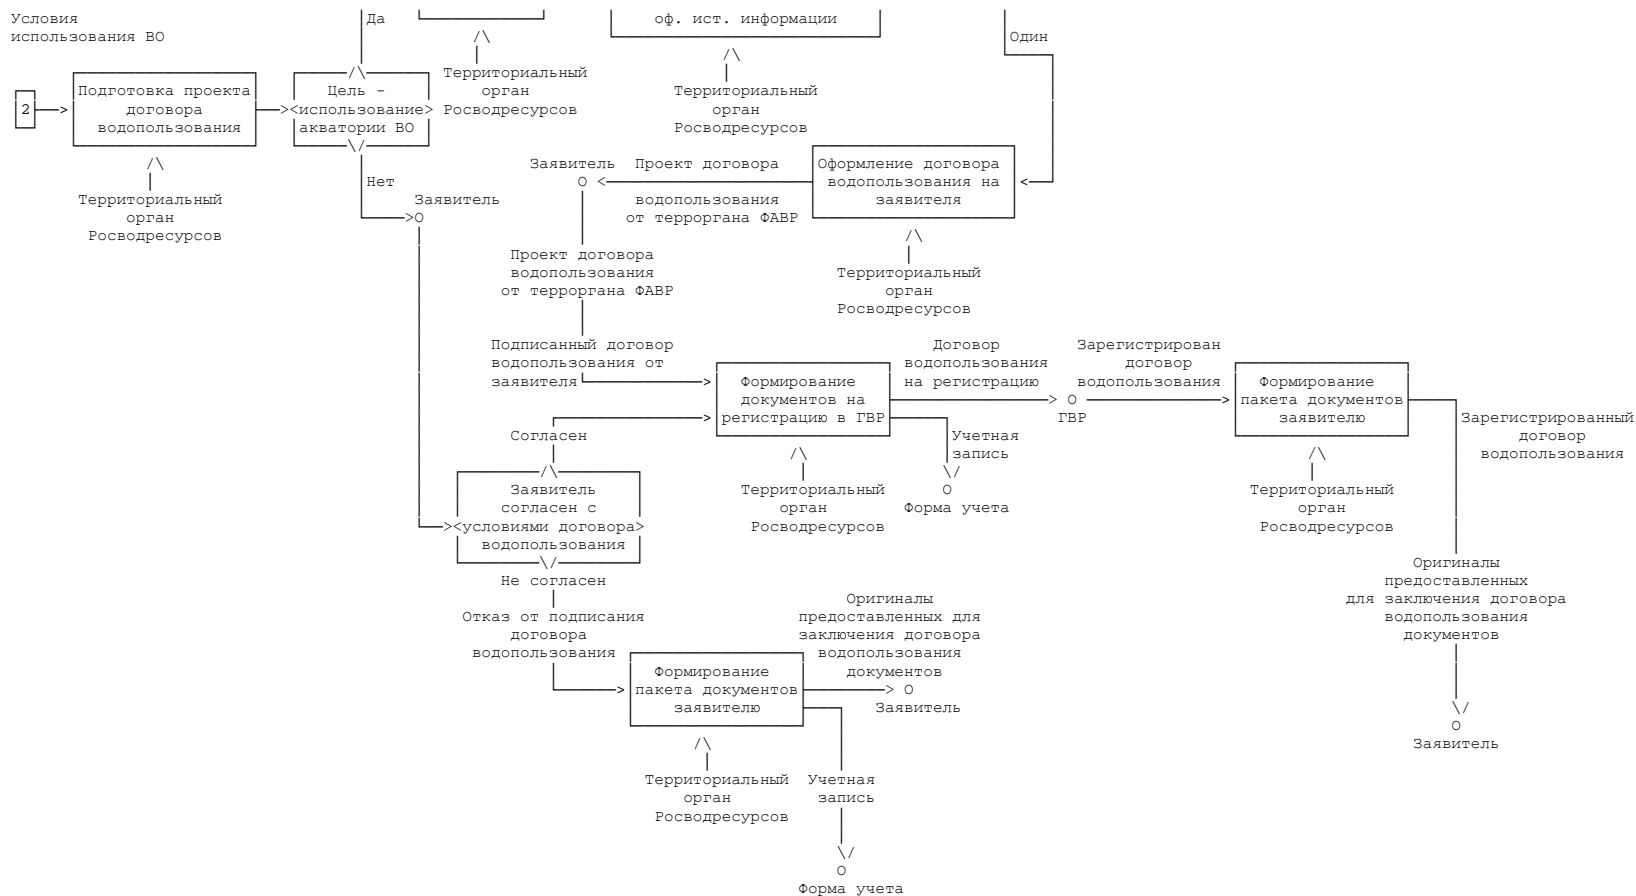 Условия
использования ВО
Да
оф. ист. информации
Один
Территориальный
орган
Росводресурсов
Территориальный
орган
Росводресурсов
2
Подготовка проекта
договора
водопользования
Цель -
использование
акватории ВО
Территориальный
орган
Росводресурсов
Нет
Заявитель
Заявитель
Проект договора
водопользования
от терроргана ФАВР
Оформление договора
водопользования на
заявителя
Территориальный
орган
Росводресурсов
Проект договора
водопользования
от терроргана ФАВР
Подписанный договор
водопользования от
заявителя
Формирование
документов на
регистрацию в ГВР
Договор
водопользования
на регистрацию
ГВР
Зарегистрирован
договор
водопользования
Формирование
пакета документов
заявителю
Зарегистрированный
договор
водопользования
Согласен
Учетная
запись
Форма учета
Территориальный
орган
Росводресурсов
Территориальный
орган
Росводресурсов
Заявитель
согласен с
условиями договора
водопользования
Не согласен
Отказ от подписания
договора
водопользования
Формирование
пакета документов
заявителю
Оригиналы
предоставленных для
заключения договора
водопользования
документов
Заявитель
Оригиналы
предоставленных
для заключения договора
водопользования
документов
Заявитель
Территориальный
орган
Росводресурсов
Учетная
запись
Форма учета